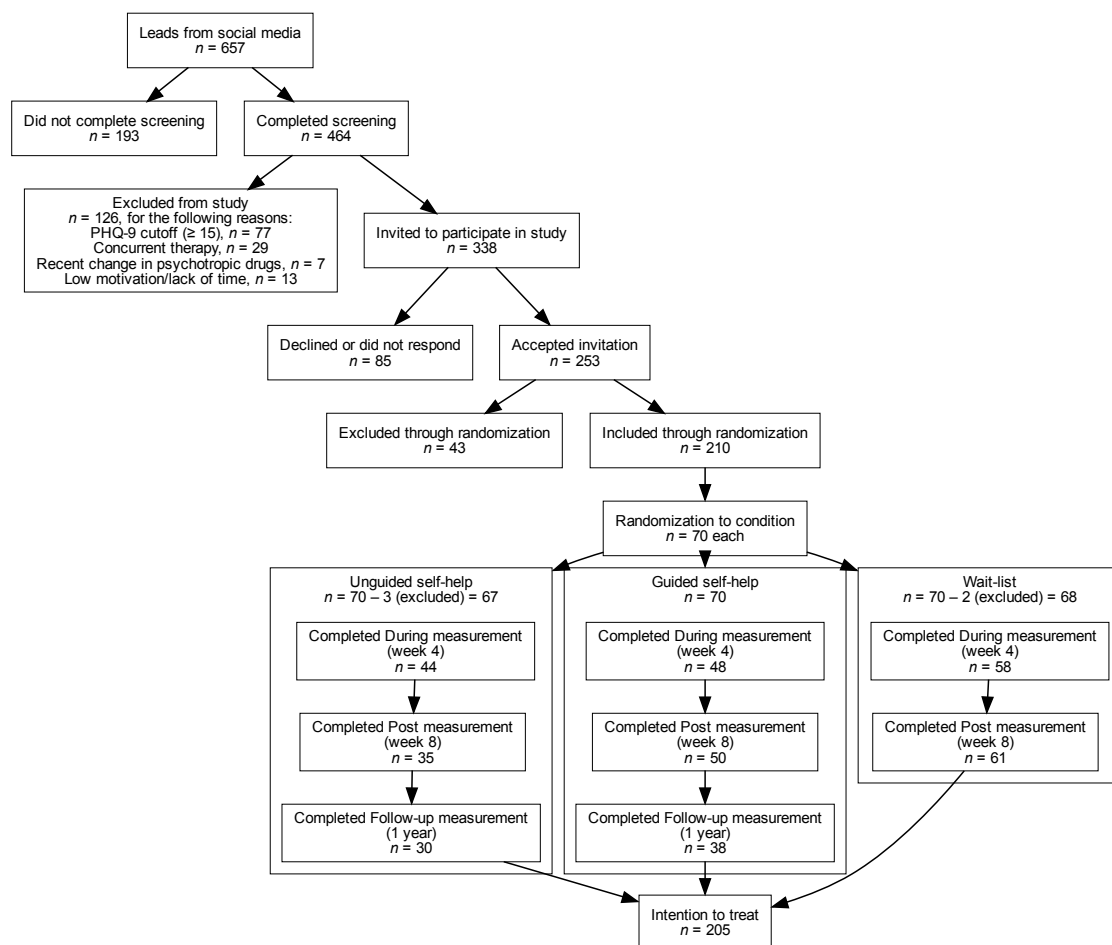 Leads from social media
n = 657
Did not complete screening
n = 193
Completed screening
n = 464
Excluded from study
n = 126, for the following reasons:
PHQ-9 cutoff (≥ 15), n = 77
Concurrent therapy, n = 29
Recent change in psychotropic drugs, n = 7
Low motivation/lack of time, n = 13
Invited to participate in study
n = 338
Declined or did not respond
n = 85
Accepted invitation
n = 253
Excluded through randomization
n = 43
Included through randomization
n = 210
Randomization to condition
n = 70 each
Unguided self-help
n = 70 – 3 (excluded) = 67
Completed During measurement
(week 4)
n = 44
Completed Post measurement
(week 8)
n = 35
Completed Follow-up measurement
(1 year)
n = 30
Guided self-help
n = 70
Completed During measurement
(week 4)
n = 48
Completed Post measurement
(week 8)
n = 50
Completed Follow-up measurement
(1 year)
n = 38
Wait-list
n = 70 – 2 (excluded) = 68
Completed During measurement
(week 4)
n = 58
Completed Post measurement
(week 8)
n = 61
Intention to treat
n = 205